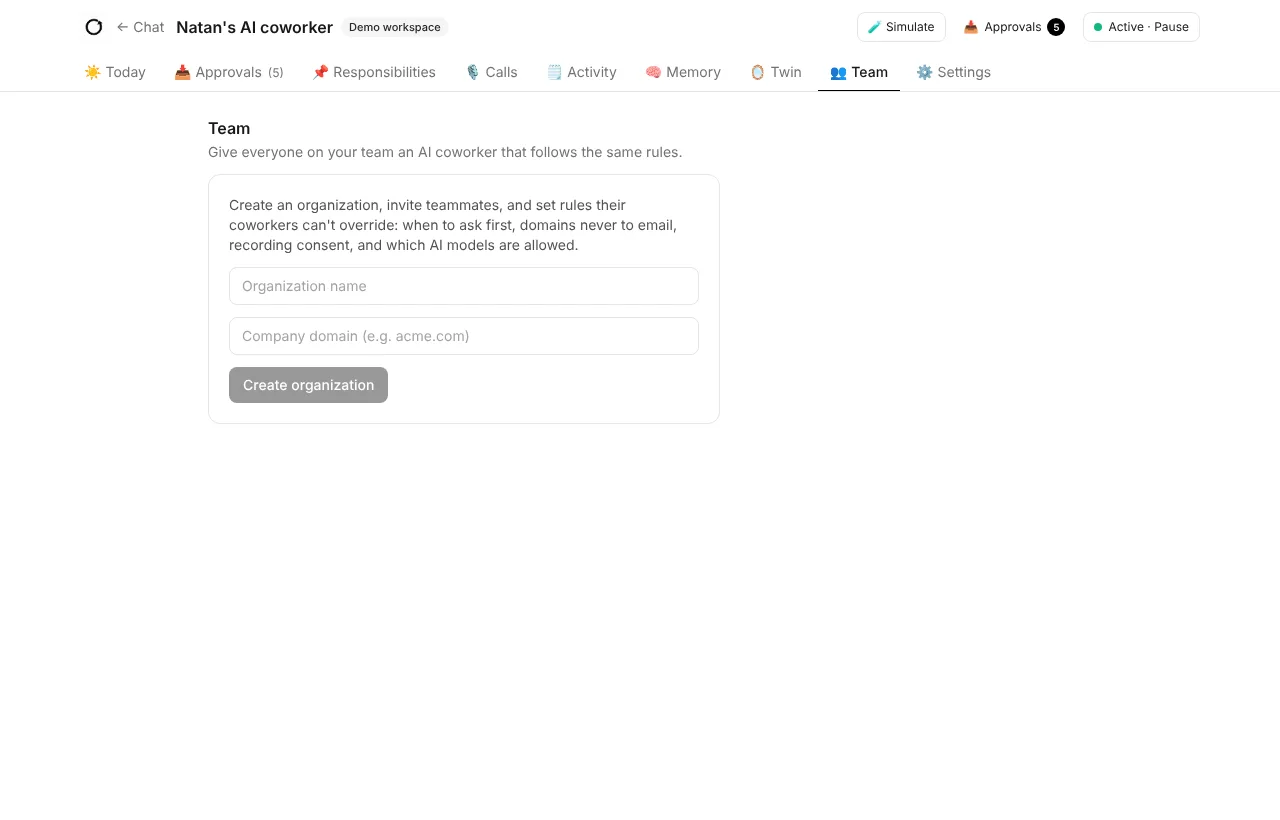 ← Chat Natan's AI coworker Demo workspace 🧪 Simulate 📥 Approvals 5 Active · Pause
☀️ Today 📥 Approvals (5) 📌 Responsibilities 🎙️ Calls 🗒️ Activity 🧠 Memory 🪞 Twin 👥 Team ⚙️ Settings
Team
Give everyone on your team an AI coworker that follows the same rules.
Create an organization, invite teammates, and set rules their
coworkers can't override: when to ask first, domains never to email,
recording consent, and which AI models are allowed.
Organization name
Company domain (e.g. acme.com)
Create organization